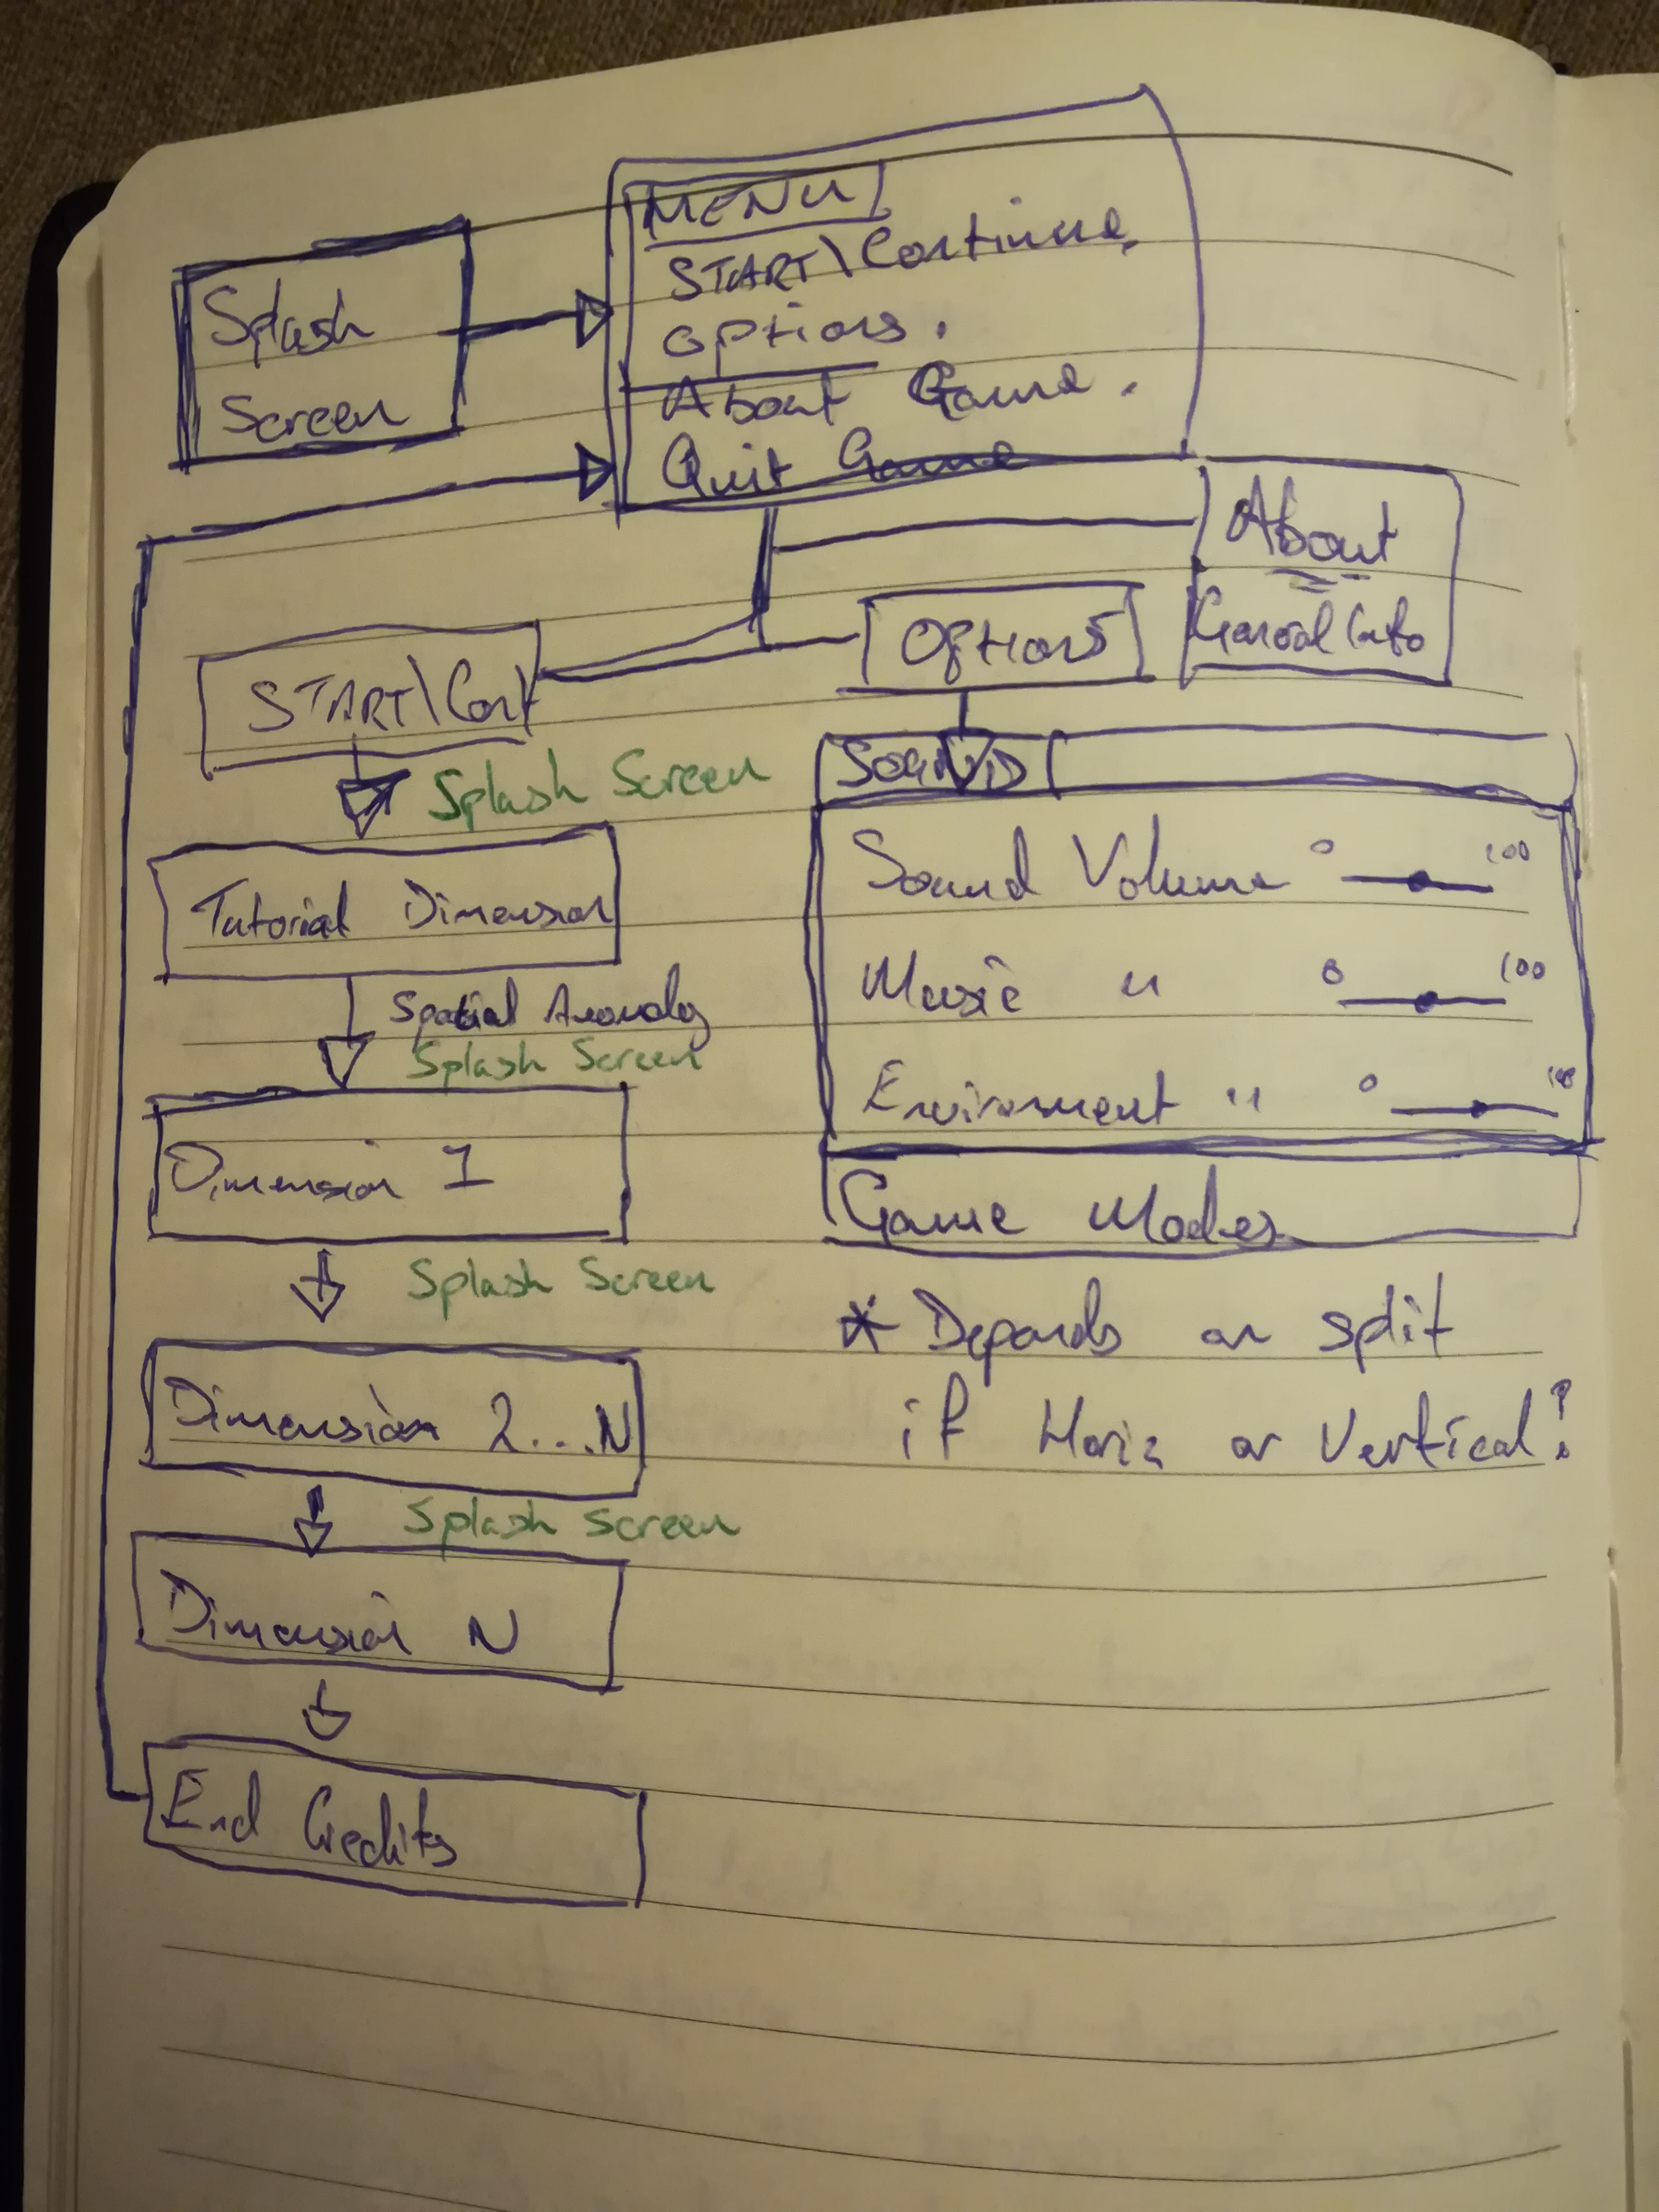 Splash
Screen
MENU
START\Continue.
options.
About Game.
Quit Game
About
General Info
Options
START\Cont
Splash Screen
Sound
Sound Volume 0 100
Music " 0 100
Enviroment " 0 100
Game Modes
* Depends on split
if Horiz or Vertical?
Tutorial Dimension
Spatial Anomaly
Splash Screen
Dimension 1
Splash Screen
Dimension 2...N
Splash Screen
Dimension N
End Credits